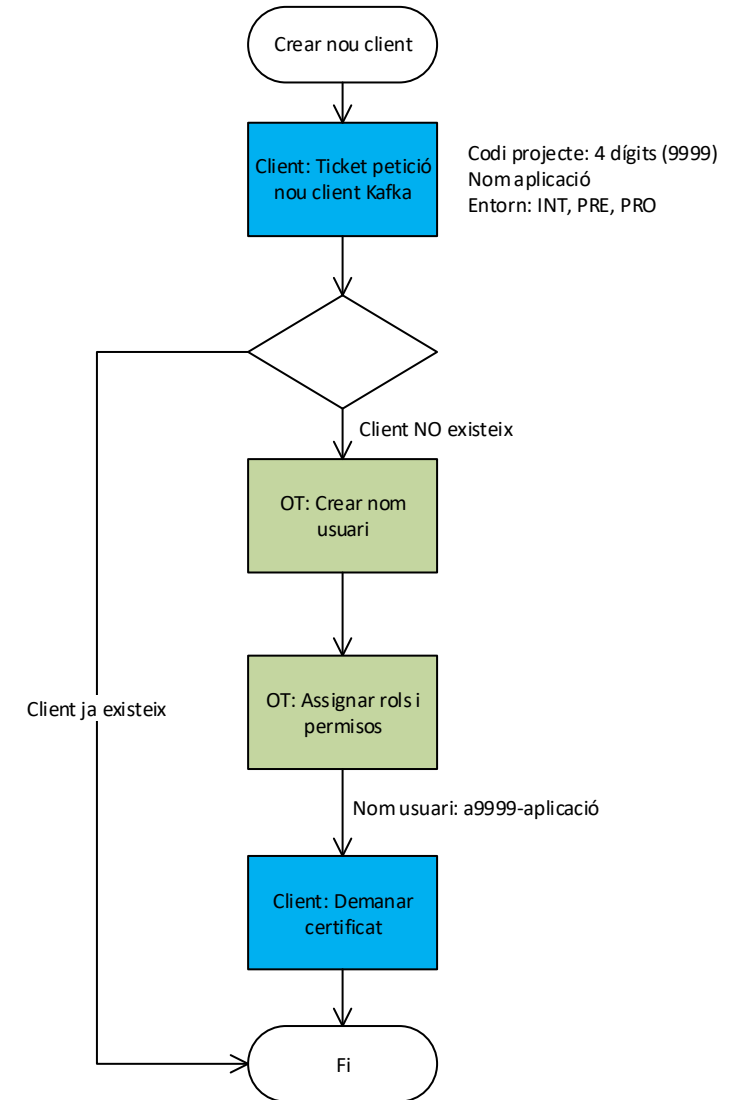 Crear nou client
Client: Ticket petició
nou client Kafka
Codi projecte: 4 dígits (9999)
Nom aplicació
Entorn: INT, PRE, PRO
Client NO existeix
OT: Crear nom
usuari
OT: Assignar rols i
permisos
Client ja existeix
Nom usuari: a9999-aplicació
Client: Demanar
certificat
Fi